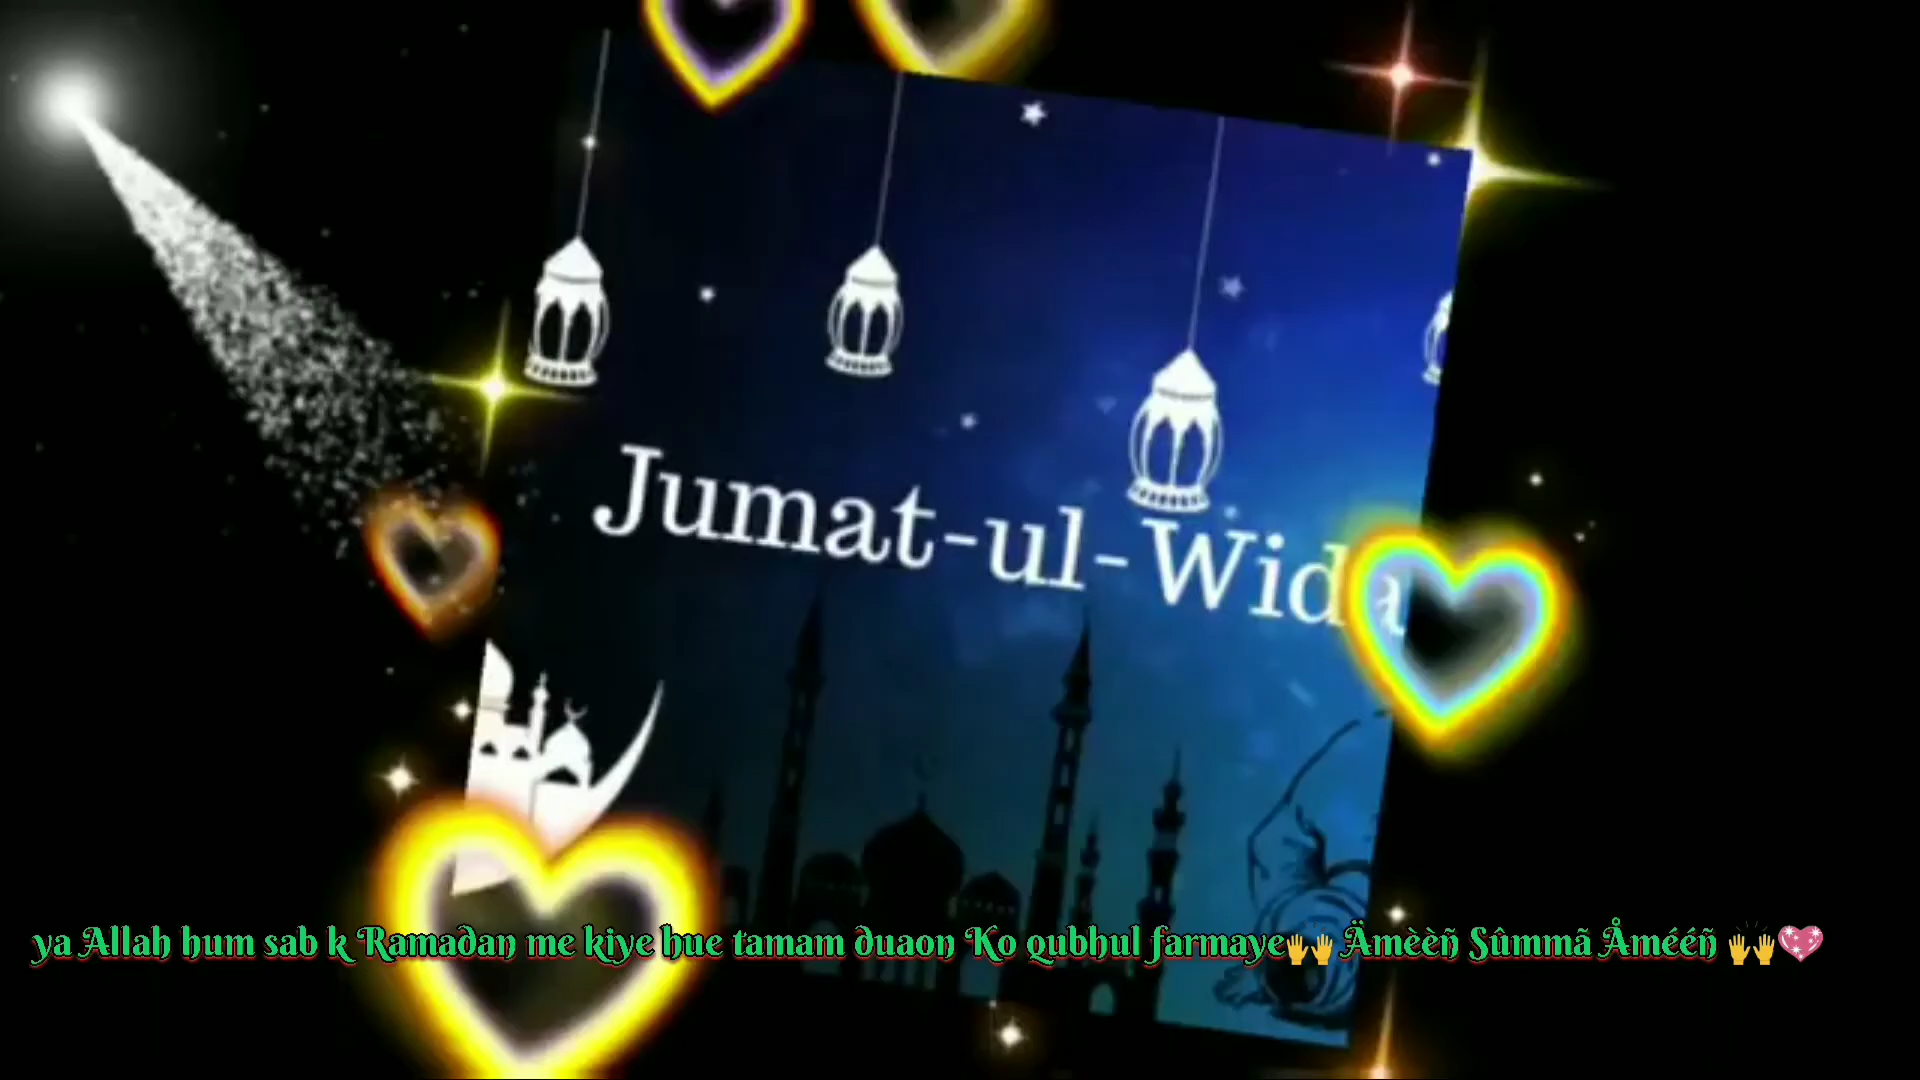 Jumat-ul-Wida
ya Allah hum sab k Ramadan me kiye hue tamam duaon Ko qubhul farmaye🙌 Ämèèñ Sûmmã Åmééñ 🙌💖